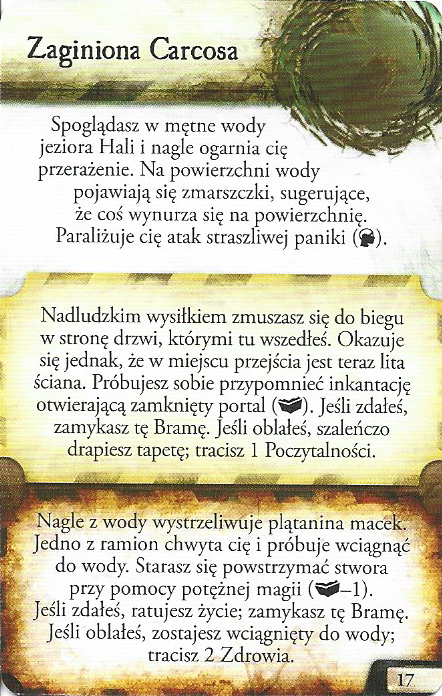 Zaginiona Carcosa
Spoglądasz w mętne wody
jeziora Hali i nagle ogarnia cię
przerażenie. Na powierzchni wody
pojawiają się zmarszczki, sugerujące,
że coś wynurza się na powierzchnię.
Paraliżuje cię atak straszliwej paniki ( ).
Nadludzkim wysiłkiem zmuszasz się do biegu
w stronę drzwi, którymi tu wszedłeś. Okazuje
się jednak, że w miejscu przejścia jest teraz lita
ściana. Próbujesz sobie przypomnieć inkantację
otwierającą zamknięty portal ( ). Jeśli zdałeś,
zamykasz tę Bramę. Jeśli oblałeś, szaleńczo
drapiesz tapetę; tracisz 1 Poczytalności.
Nagle z wody wystrzeliwuje plątanina macek.
Jedno z ramion chwyta cię i próbuje wciągnąć
do wody. Starasz się powstrzymać stwora
przy pomocy potężnej magii ( –1).
Jeśli zdałeś, ratujesz życie; zamykasz tę Bramę.
Jeśli oblałeś, zostajesz wciągnięty do wody;
tracisz 2 Zdrowia.
17